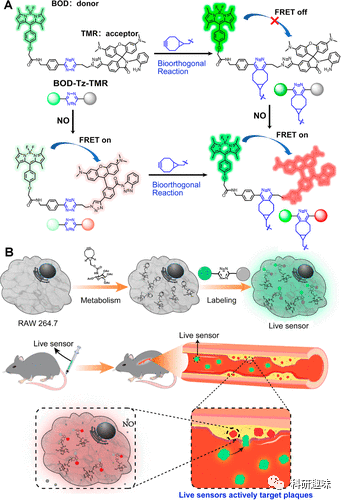 A
BOD: donor
TMR: acceptor
BOD-Tz-TMR
Bioorthogonal
Reaction
FRET off
NO
NO
FRET on
Bioorthogonal
Reaction
FRET on
B
RAW 264.7
Metabolism
Labeling
Live sensor
Live sensor
NO
Live sensors actively target plaques
科研趣味